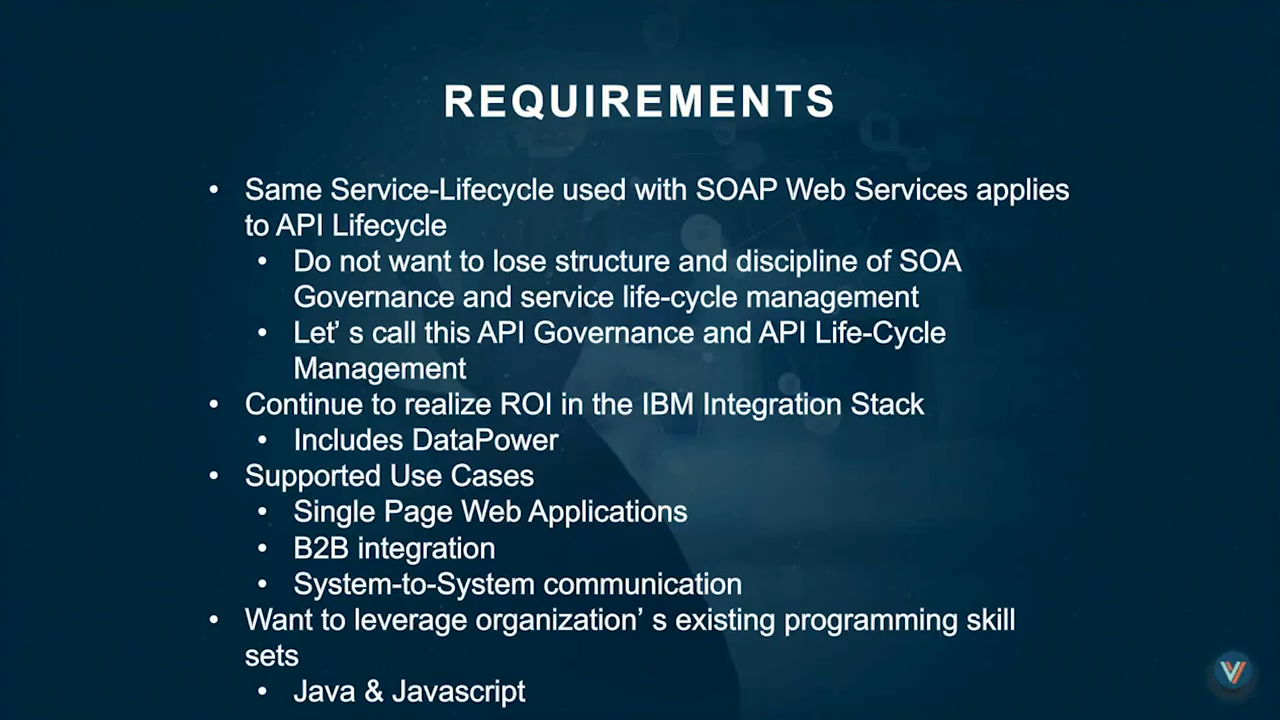 REQUIREMENTS
• Same Service-Lifecycle used with SOAP Web Services applies
to API Lifecycle
• Do not want to lose structure and discipline of SOA
Governance and service life-cycle management
• Let’ s call this API Governance and API Life-Cycle
Management
• Continue to realize ROI in the IBM Integration Stack
• Includes DataPower
• Supported Use Cases
• Single Page Web Applications
• B2B integration
• System-to-System communication
• Want to leverage organization’ s existing programming skill
sets
• Java & Javascript